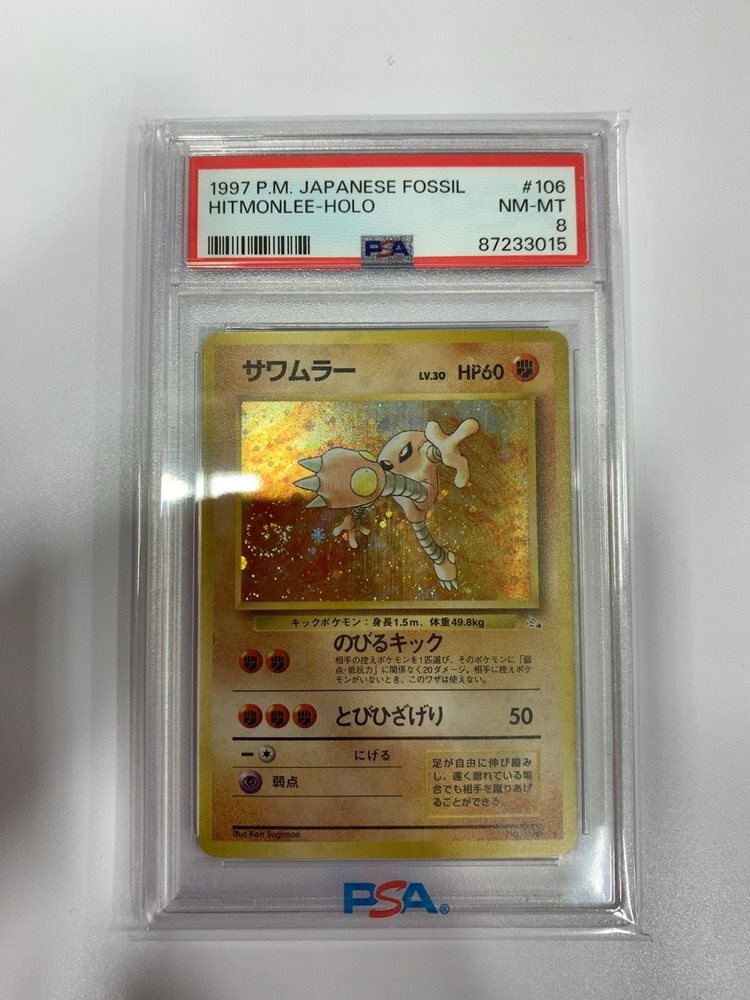 1997 P.M. JAPANESE FOSSIL #106
HITMONLEE-HOLO NM-MT
8
PSA 87233015
サワムラー LV.30 HP60
キックポケモン：身長1.5m、体重49.8kg
のびるキック
相手の控えポケモンを1匹選び、そのポケモンに「弱
点・抵抗力」に関係なく20ダメージ。相手に控えポケ
モンがいないとき、このワザは使えない。
とびひざげり 50
にげる
弱点
足が自由に伸び縮み
し、遠く離れている場
合でも相手を蹴りあげ
ることができる。
Illus. Ken Sugimori
PSA®